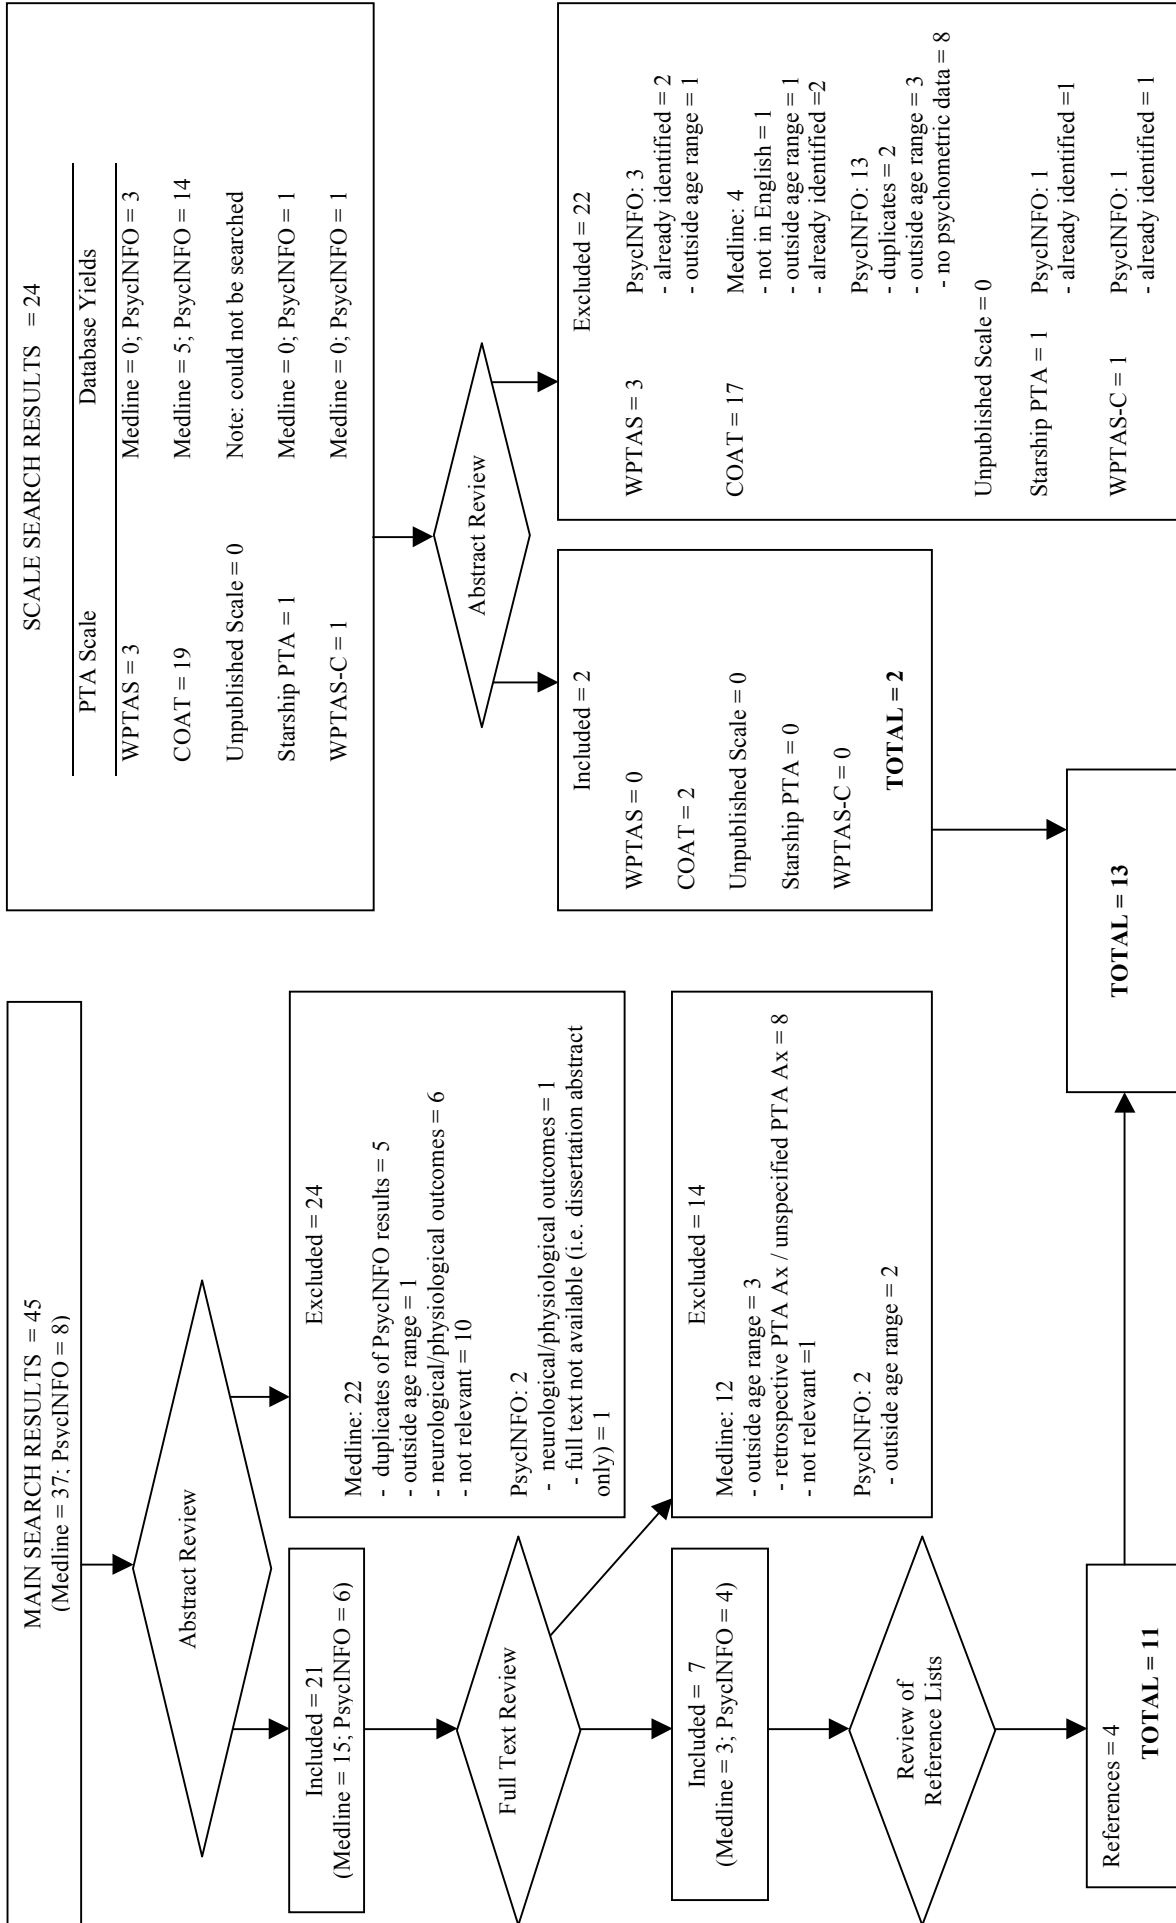 MAIN SEARCH RESULTS = 45
(Medline = 37; PsycINFO = 8)
Abstract Review
Included = 21
(Medline = 15; PsycINFO = 6)
Excluded = 24
Medline: 22
- duplicates of PsycINFO results = 5
- outside age range = 1
- neurological/physiological outcomes = 6
- not relevant = 10
PsycINFO: 2
- neurological/physiological outcomes = 1
- full text not available (i.e. dissertation abstract
only) = 1
Full Text Review
Included = 7
(Medline = 3; PsycINFO = 4)
Excluded = 14
Medline: 12
- outside age range = 3
- retrospective PTA Ax / unspecified PTA Ax = 8
- not relevant =1
PsycINFO: 2
- outside age range = 2
Review of
Reference Lists
References = 4
TOTAL = 11
SCALE SEARCH RESULTS = 24
PTA Scale Database Yields
WPTAS = 3 Medline = 0; PsycINFO = 3
COAT = 19 Medline = 5; PsycINFO = 14
Unpublished Scale = 0 Note: could not be searched
Starship PTA = 1 Medline = 0; PsycINFO = 1
WPTAS-C = 1 Medline = 0; PsycINFO = 1
Abstract Review
Included = 2
WPTAS = 0
COAT = 2
Unpublished Scale = 0
Starship PTA = 0
WPTAS-C = 0
TOTAL = 2
Excluded = 22
WPTAS = 3 PsycINFO: 3
- already identified = 2
- outside age range = 1
COAT = 17 Medline: 4
- not in English = 1
- outside age range = 1
- already identified =2
PsycINFO: 13
- duplicates = 2
- outside age range = 3
- no psychometric data = 8
Unpublished Scale = 0
Starship PTA = 1 PsycINFO: 1
- already identified =1
WPTAS-C = 1 PsycINFO: 1
- already identified = 1
TOTAL = 13